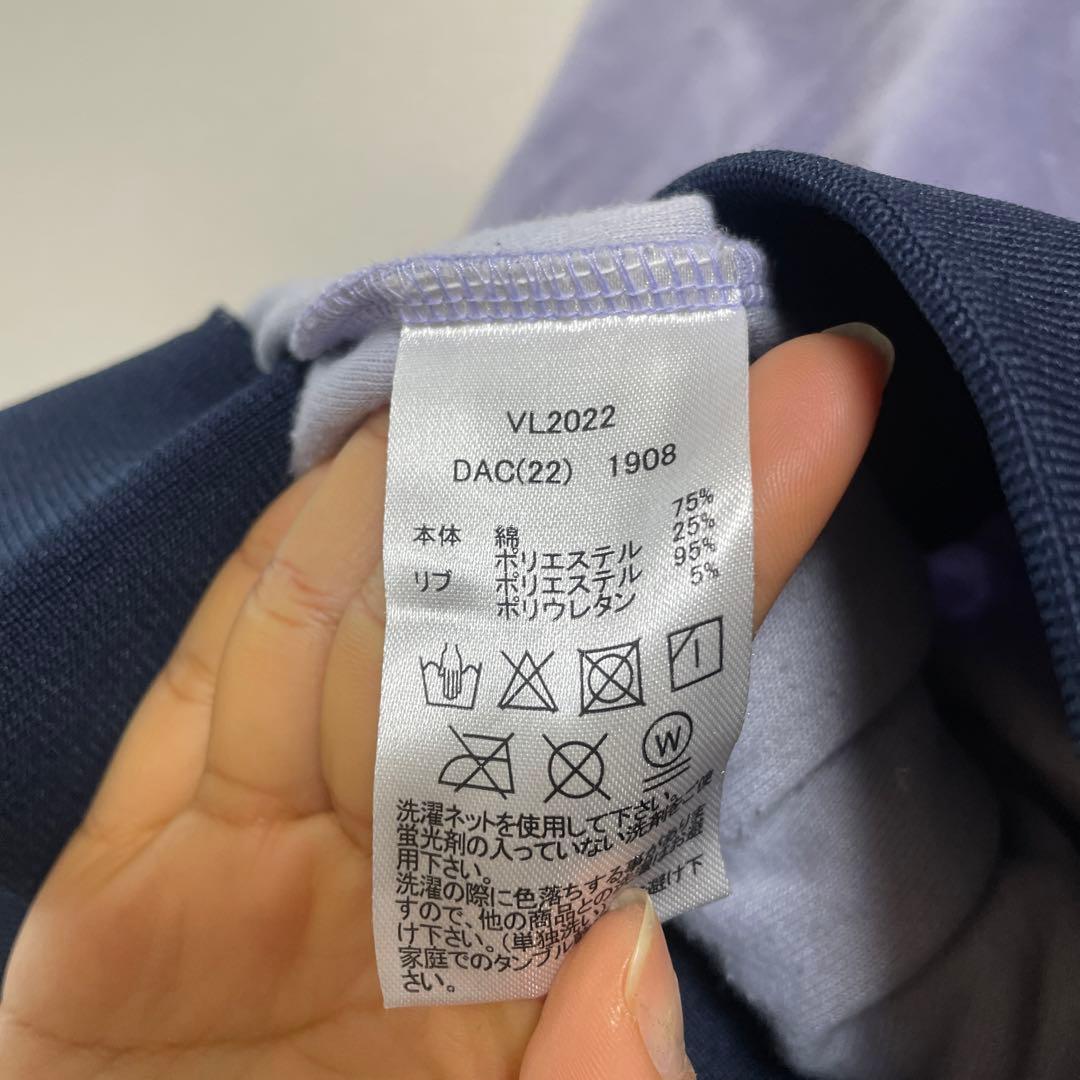 VL2022
DAC(22) 1908
本体 綿 75%
ポリエステル 25%
リブ ポリエステル 95%
ポリウレタン 5%
W
洗濯ネットを使用して下さい。
蛍光剤の入っていない洗剤を
用下さい。
洗濯の際に色落ちする
すので、他の商品との 避け下
け下さい。(単独洗い)
家庭でのタンブル
さい。